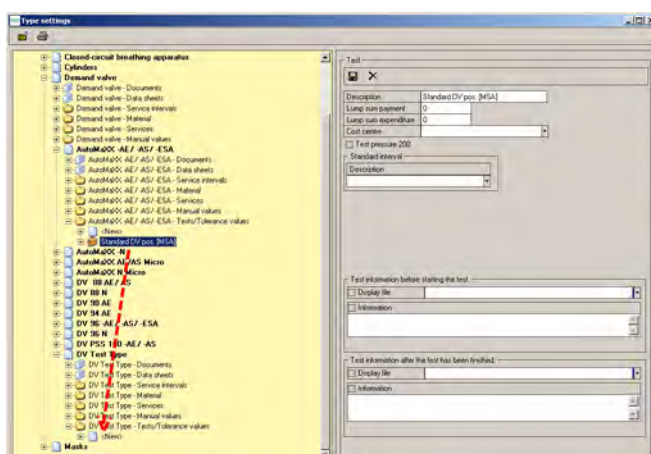 Type settings
Closed-circuit breathing apparatus
Cylinders
Demand valve
Demand valve - Documents
Demand valve - Data sheets
Demand valve - Service intervals
Demand valve - Material
Demand valve - Services
Demand valve - Manual values
AutoMaXX -AE/ -AS/ -ESA
AutoMaXX -AE/ -AS/ -ESA - Documents
AutoMaXX -AE/ -AS/ -ESA - Data sheets
AutoMaXX -AE/ -AS/ -ESA - Service intervals
AutoMaXX -AE/ -AS/ -ESA - Material
AutoMaXX -AE/ -AS/ -ESA - Services
AutoMaXX -AE/ -AS/ -ESA - Manual values
AutoMaXX -AE/ -AS/ -ESA - Tests/Tolerance values
<New>
Standard DV pos. [MSA]
AutoMaXX -N
AutoMaXX AE/AS Micro
AutoMaXX N Micro
DV 88 AE/ AS
DV 88 N
DV 90 AE
DV 94 AE
DV 96 -AE/ -AS/ -ESA
DV 96 N
DV PSS 100 -AE/ -AS
DV Test Type
DV Test Type - Documents
DV Test Type - Data sheets
DV Test Type - Service intervals
DV Test Type - Material
DV Test Type - Services
DV Test Type - Manual values
DV Test Type - Tests/Tolerance values
<New>
Masks
Test
Description Standard DV pos. [MSA]
Lump sum payment 0
Lump sum expenditure 0
Cost centre
Test pressure 200
Standard interval
Description
Test information before starting the test.
Display file
Information
Test information after the test has been finished.
Display file
Information